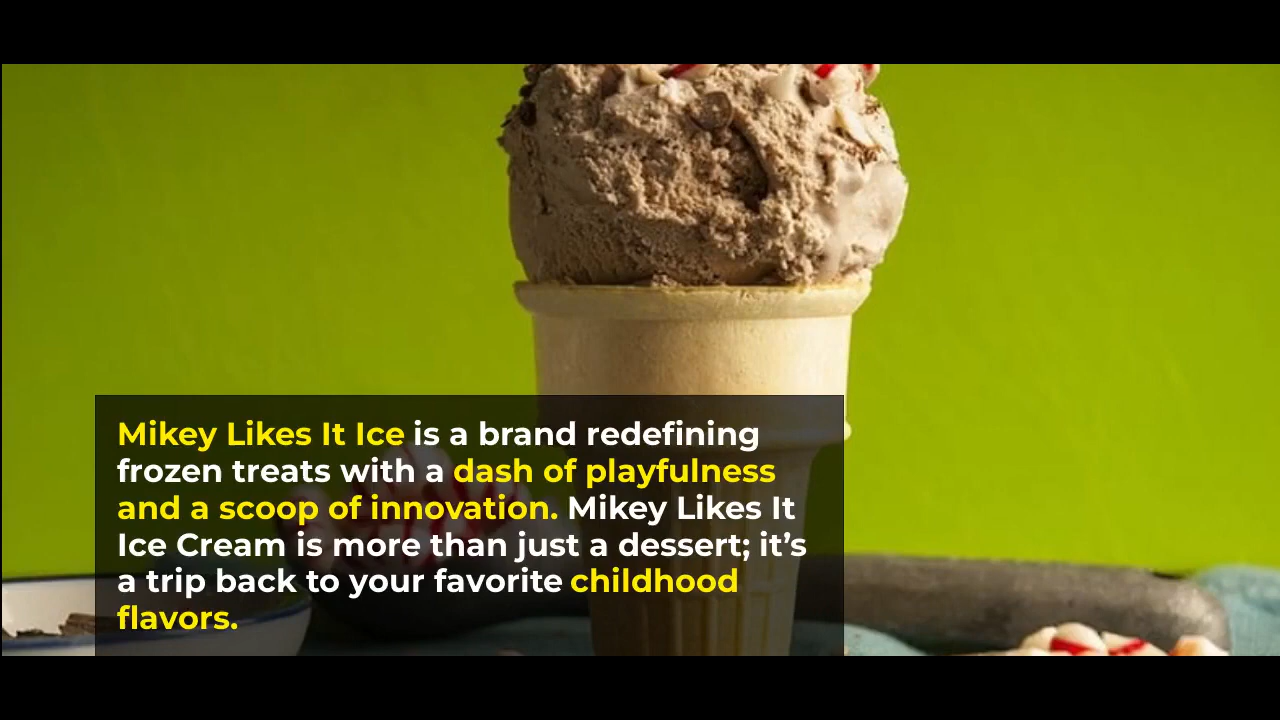 Mikey Likes It Ice is a brand redefining
frozen treats with a dash of playfulness
and a scoop of innovation. Mikey Likes It
Ice Cream is more than just a dessert; it’s
a trip back to your favorite childhood
flavors.